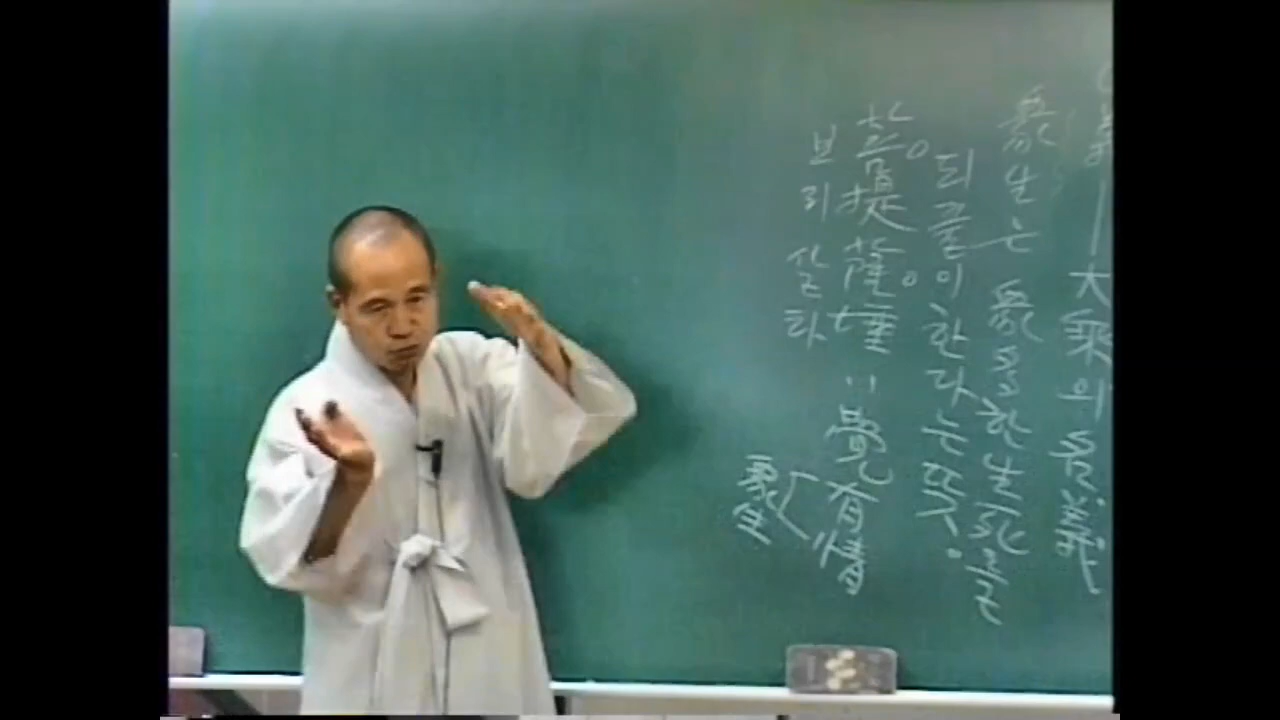 大乘의 名義
衆生은 衆多한 生死를
되풀이한다는 뜻.
菩提薩埵 = 覺有情
보리살타
衆生